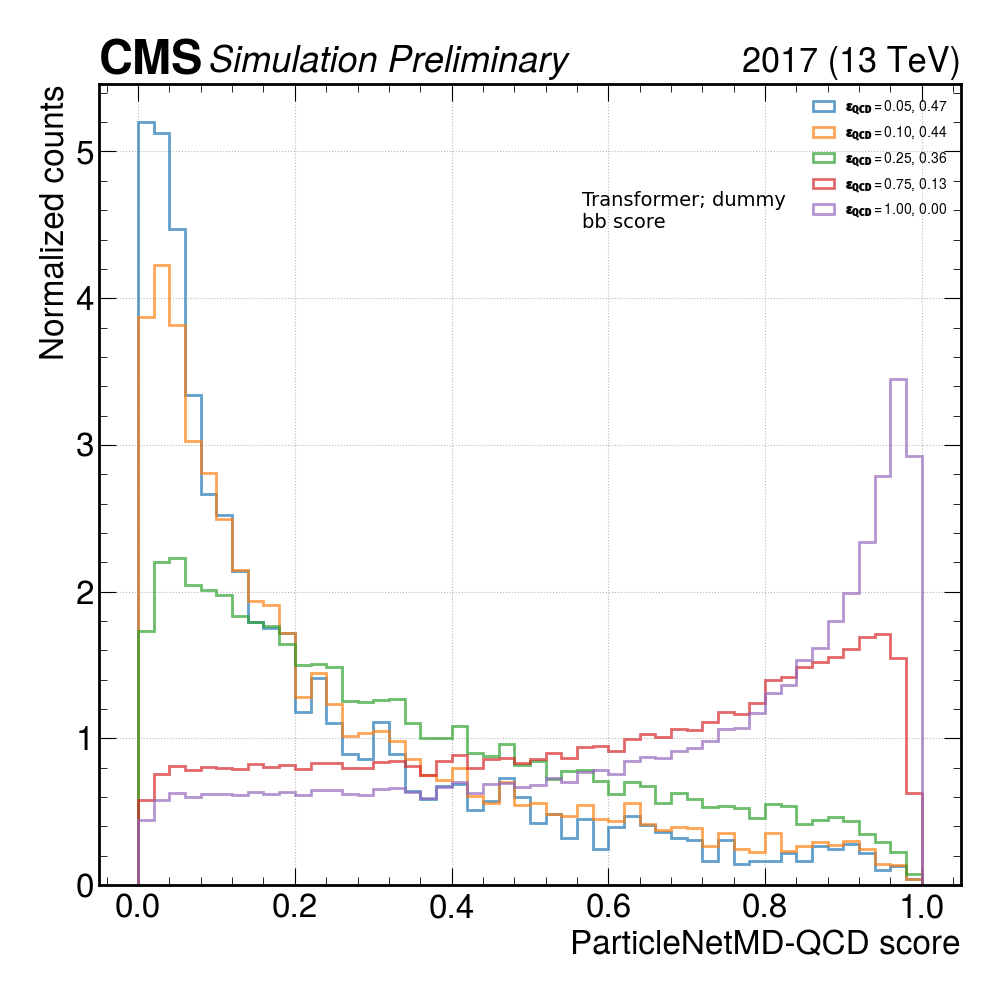 CMS Simulation Preliminary 2017 (13 TeV)
Normalized counts
εQCD = 0.05, 0.47
εQCD = 0.10, 0.44
εQCD = 0.25, 0.36
εQCD = 0.75, 0.13
εQCD = 1.00, 0.00
Transformer; dummy
bb score
5
4
3
2
1
0
0.0 0.2 0.4 0.6 0.8 1.0
ParticleNetMD-QCD score